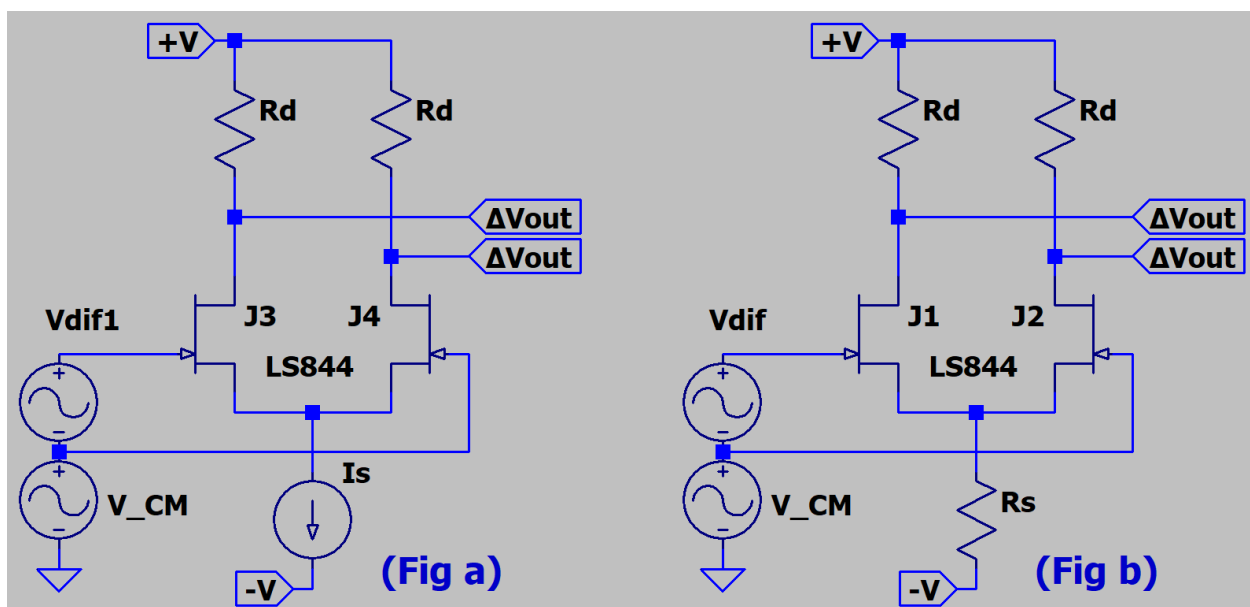 +V
Rd
Rd
ΔVout
ΔVout
Vdif1
J3
J4
LS844
V_CM
Is
-V
(Fig a)
+V
Rd
Rd
ΔVout
ΔVout
Vdif
J1
J2
LS844
V_CM
Rs
-V
(Fig b)